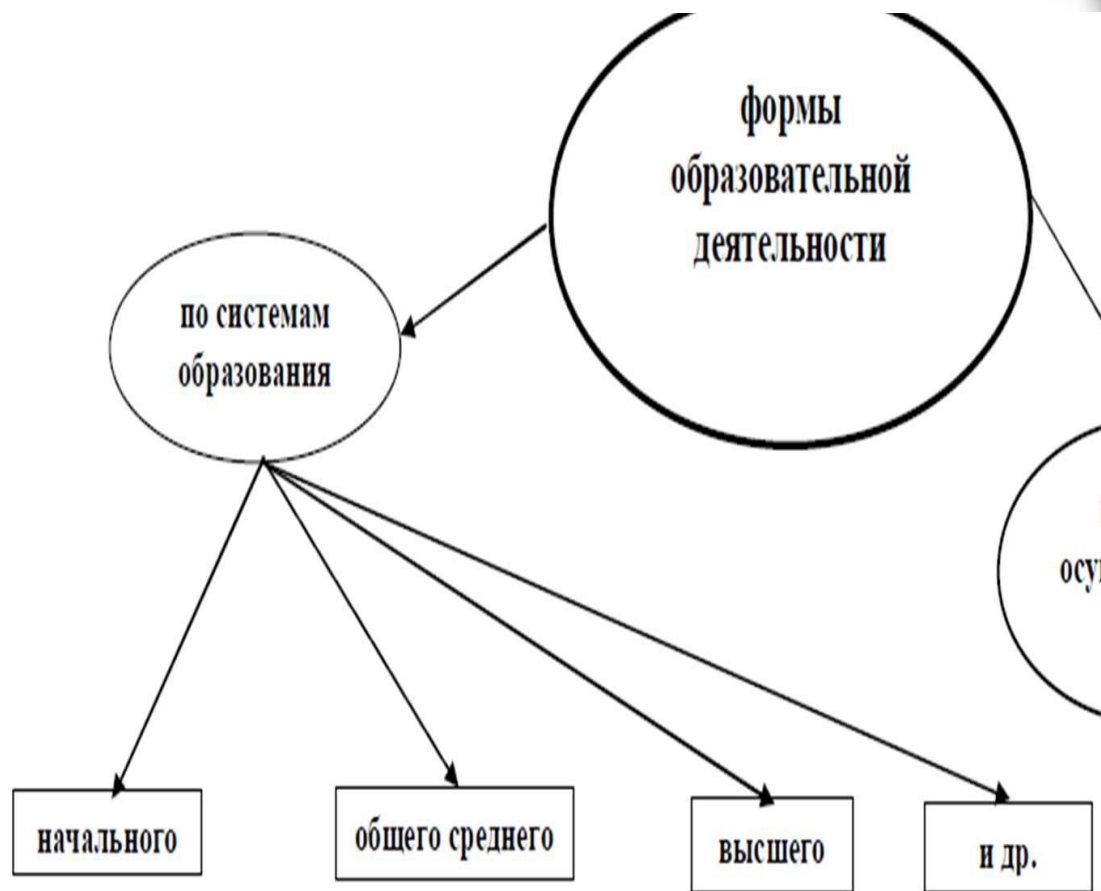 формы
образовательной
деятельности
по системам
образования
начального
общего среднего
высшего
и др.